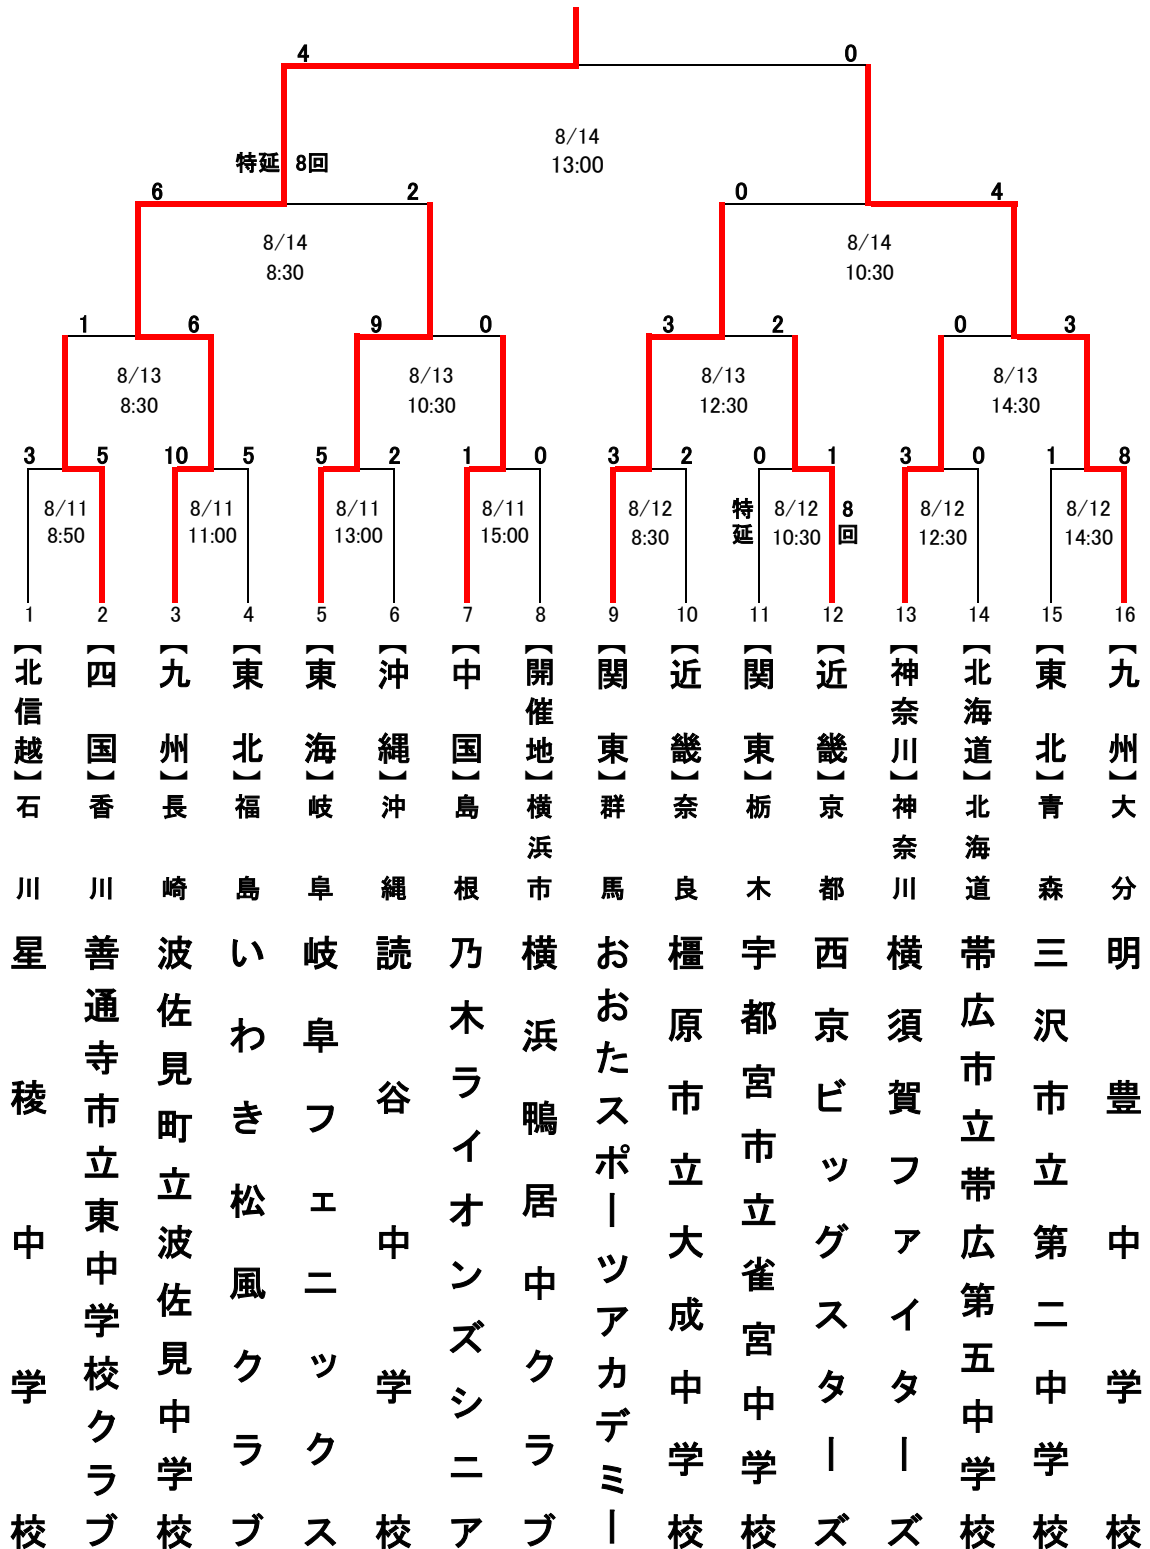 4 0
8/14
13:00
特延 8回
6 2 0 4
8/14 8/14
8:30 10:30
1 6 9 0 3 2 0 3
8/13 8/13 8/13 8/13
8:30 10:30 12:30 14:30
3 5 10 5 5 2 1 0 3 2 0 1 3 0 1 8
8/11 8/11 8/11 8/11 8/12 特延 8/12 8回 8/12 8/12
8:50 11:00 13:00 15:00 8:30 10:30 12:30 14:30
1 2 3 4 5 6 7 8 9 10 11 12 13 14 15 16
【北信越】石川 星稜中学校
【四国】香川 善通寺市立東中学校クラブ
【九州】長崎 波佐見町立波佐見中学校
【東北】福島 いわき松風クラブ
【東海】岐阜 岐阜フェニックス
【沖縄】沖縄 読谷中学校
【中国】島根 乃木ライオンズシニア
【開催地】横浜市 横浜鴨居中クラブ
【関東】群馬 おおたスポーツアカデミー
【近畿】奈良 橿原市立大成中学校
【関東】栃木 宇都宮市立雀宮中学校
【近畿】京都 西京ビッグスターズ
【神奈川】神奈川 横須賀ファイターズ
【北海道】北海道 帯広市立帯広第五中学校
【東北】青森 三沢市立第二中学校
【九州】大分 明豊中学校